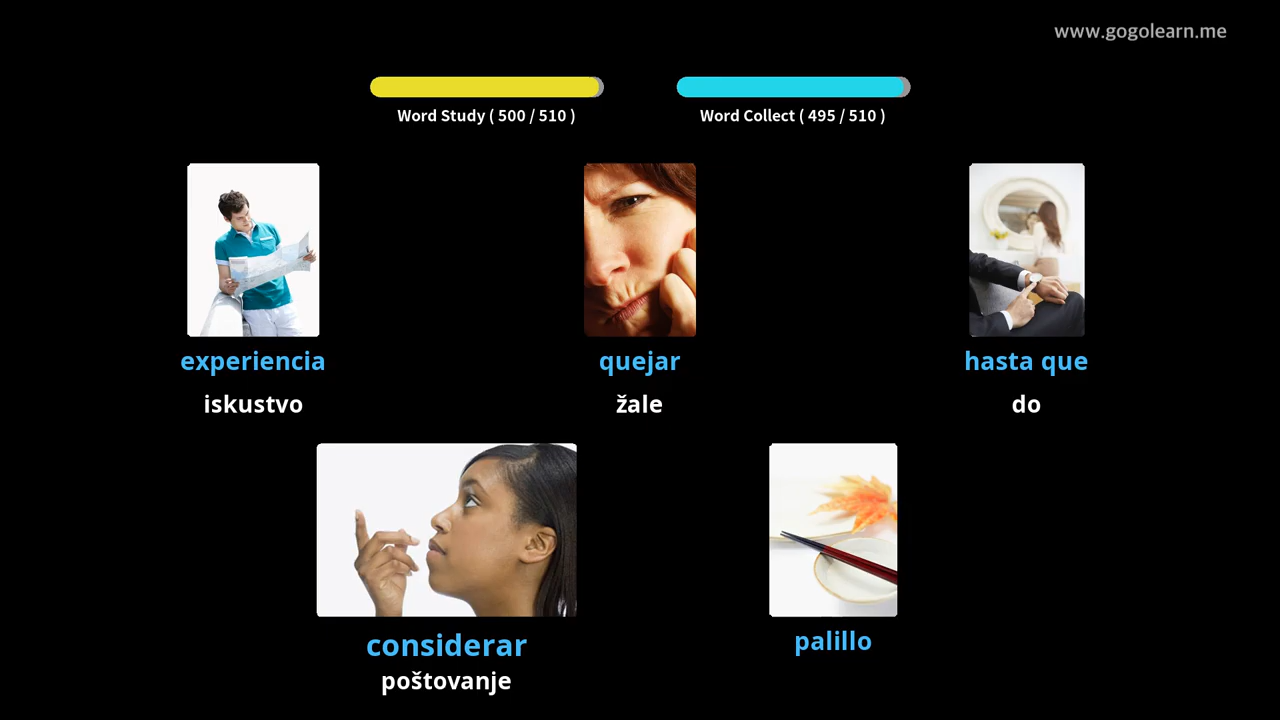 www.gogolearn.me
Word Study ( 500 / 510 )
Word Collect ( 495 / 510 )
experiencia
quejar
hasta que
iskustvo
žale
do
considerar
palillo
poštovanje